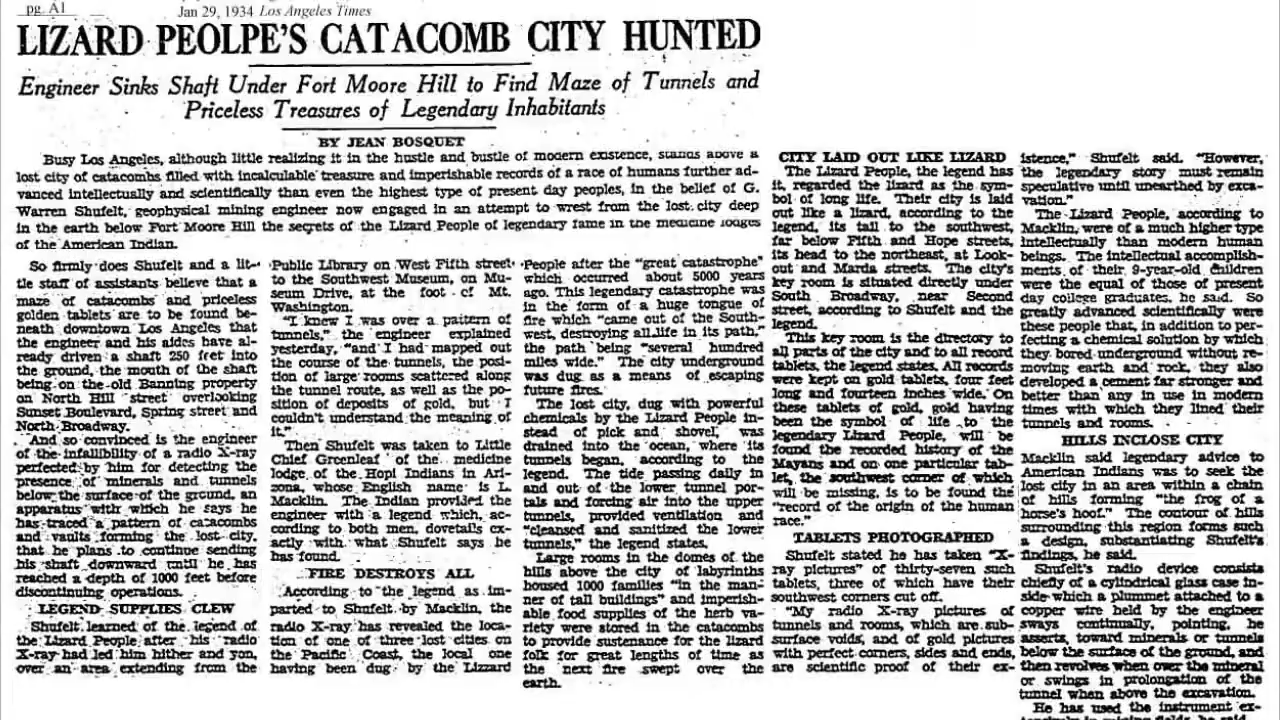 pg. A1
Jan 29, 1934 Los Angeles Times
LIZARD PEOLPE'S CATACOMB CITY HUNTED
Engineer Sinks Shaft Under Fort Moore Hill to Find Maze of Tunnels and
Priceless Treasures of Legendary Inhabitants
BY JEAN BOSQUET
Busy Los Angeles, although little realizing it in the hustle and bustle of modern existence, stands above a
lost city of catacombs filled with incalculable treasure and imperishable records of a race of humans further ad-
vanced intellectually and scientifically than even the highest type of present day peoples, in the belief of G.
Warren Shufelt, geophysical mining engineer now engaged in an attempt to wrest from the lost city deep
in the earth below Fort Moore Hill the secrets of the Lizard People of legendary fame in the medicine lodges
of the American Indian.
So firmly does Shufelt and a lit-
tle staff of assistants believe that a
maze of catacombs and priceless
golden tablets are to be found be-
neath downtown Los Angeles that
the engineer and his aides have al-
ready driven a shaft 250 feet into
the ground, the mouth of the shaft
being on the old Banning property
on North Hill street overlooking
Sunset Boulevard, Spring street and
North Broadway.
And so convinced is the engineer
of the infallibility of a radio X-ray
perfected by him for detecting the
presence of minerals and tunnels
below the surface of the ground, an
apparatus with which he says he
has traced a pattern of catacombs
and vaults forming the lost city,
that he plans to continue sending
his shaft downward until he has
reached a depth of 1000 feet before
discontinuing operations.
LEGEND SUPPLIES CLEW
Shufelt learned of the legend of
the Lizard People after his radio
X-ray had led him hither and yon,
over an area extending from the
Public Library on West Fifth street
to the Southwest Museum, on Mu-
seum Drive, at the foot of Mt.
Washington.
"I knew I was over a pattern of
tunnels," the engineer explained
yesterday, "and I had mapped out
the course of the tunnels, the posi-
tion of large rooms scattered along
the tunnel route, as well as the po-
sition of deposits of gold, but I
couldn't understand the meaning of
it."
Then Shufelt was taken to Little
Chief Greenleaf of the medicine
lodge of the Hopi Indians in Ari-
zona, whose English name is L.
Macklin. The Indian provided the
engineer with a legend which, ac-
cording to both men, dovetails ex-
actly with what Shufelt says he
has found.
FIRE DESTROYS ALL
According to the legend as im-
parted to Shufelt by Macklin, the
radio X-ray has revealed the loca-
tion of one of three lost cities on
the Pacific Coast, the local one
having been dug by the Lizzard
People after the "great catastrophe"
which occurred about 5000 years
ago. This legendary catastrophe was
in the form of a huge tongue of
fire which "came out of the South-
west, destroying all life in its path,"
the path being "several hundred
miles wide." The city underground
was dug as a means of escaping
future fires.
The lost city, dug with powerful
chemicals by the Lizard People in-
stead of pick and shovel, was
drained into the ocean, where its
tunnels began, according to the
legend. The tide passing daily in
and out of the lower tunnel por-
tals and forcing air into the upper
tunnels, provided ventilation and
"cleansed and sanitized the lower
tunnels," the legend states.
Large rooms in the domes of the
hills above the city of labyrinths
housed 1000 families "in the man-
ner of tall buildings" and imperish-
able food supplies of the herb va-
riety were stored in the catacombs
to provide sustenance for the lizard
folk for great lengths of time as
the next fire swept over the
earth.
CITY LAID OUT LIKE LIZARD
The Lizard People, the legend has
it, regarded the lizard as the sym-
bol of long life. Their city is laid
out like a lizard, according to the
legend, its tail to the southwest,
far below Fifth and Hope streets,
its head to the northeast, at Look-
out and Marda streets. The city's
key room is situated directly under
South Broadway, near Second
street, according to Shufelt and the
legend.
This key room is the directory to
all parts of the city and to all record
tablets, the legend states. All records
were kept on gold tablets, four feet
long and fourteen inches wide. On
these tablets of gold, gold having
been the symbol of life to the
legendary Lizard People, will be
found the recorded history of the
Mayans and on one particular tab-
let, the southwest corner of which
will be missing, is to be found the
"record of the origin of the human
race."
TABLETS PHOTOGRAPHED
Shufelt stated he has taken "X-
ray pictures" of thirty-seven such
tablets, three of which have their
southwest corners cut off.
"My radio X-ray pictures of
tunnels and rooms, which are sub-
surface voids, and of gold pictures
with perfect corners, sides and ends,
are scientific proof of their ex-
istence," Shufelt said. "However,
the legendary story must remain
speculative until unearthed by exca-
vation."
The Lizard People, according to
Macklin, were of a much higher type
intellectually than modern human
beings. The intellectual accomplish-
ments of their 9-year-old children
were the equal of those of present
day college graduates, he said. So
greatly advanced scientifically were
these people that, in addition to per-
fecting a chemical solution by which
they bored underground without re-
moving earth and rock, they also
developed a cement far stronger and
better than any in use in modern
times with which they lined their
tunnels and rooms.
HILLS INCLOSE CITY
Macklin said legendary advice to
American Indians was to seek the
lost city in an area within a chain
of hills forming "the frog of a
horse's hoof." The contour of hills
surrounding this region forms such
a design, substantiating Shufelt's
findings, he said.
Shufelt's radio device consists
chiefly of a cylindrical glass case in-
side which a plummet attached to a
copper wire held by the engineer
sways continually, pointing, he
asserts, toward minerals or tunnels
below the surface of the ground, and
then revolves when over the mineral
or swings in prolongation of the
tunnel when above the excavation.
He has used the instrument ex-